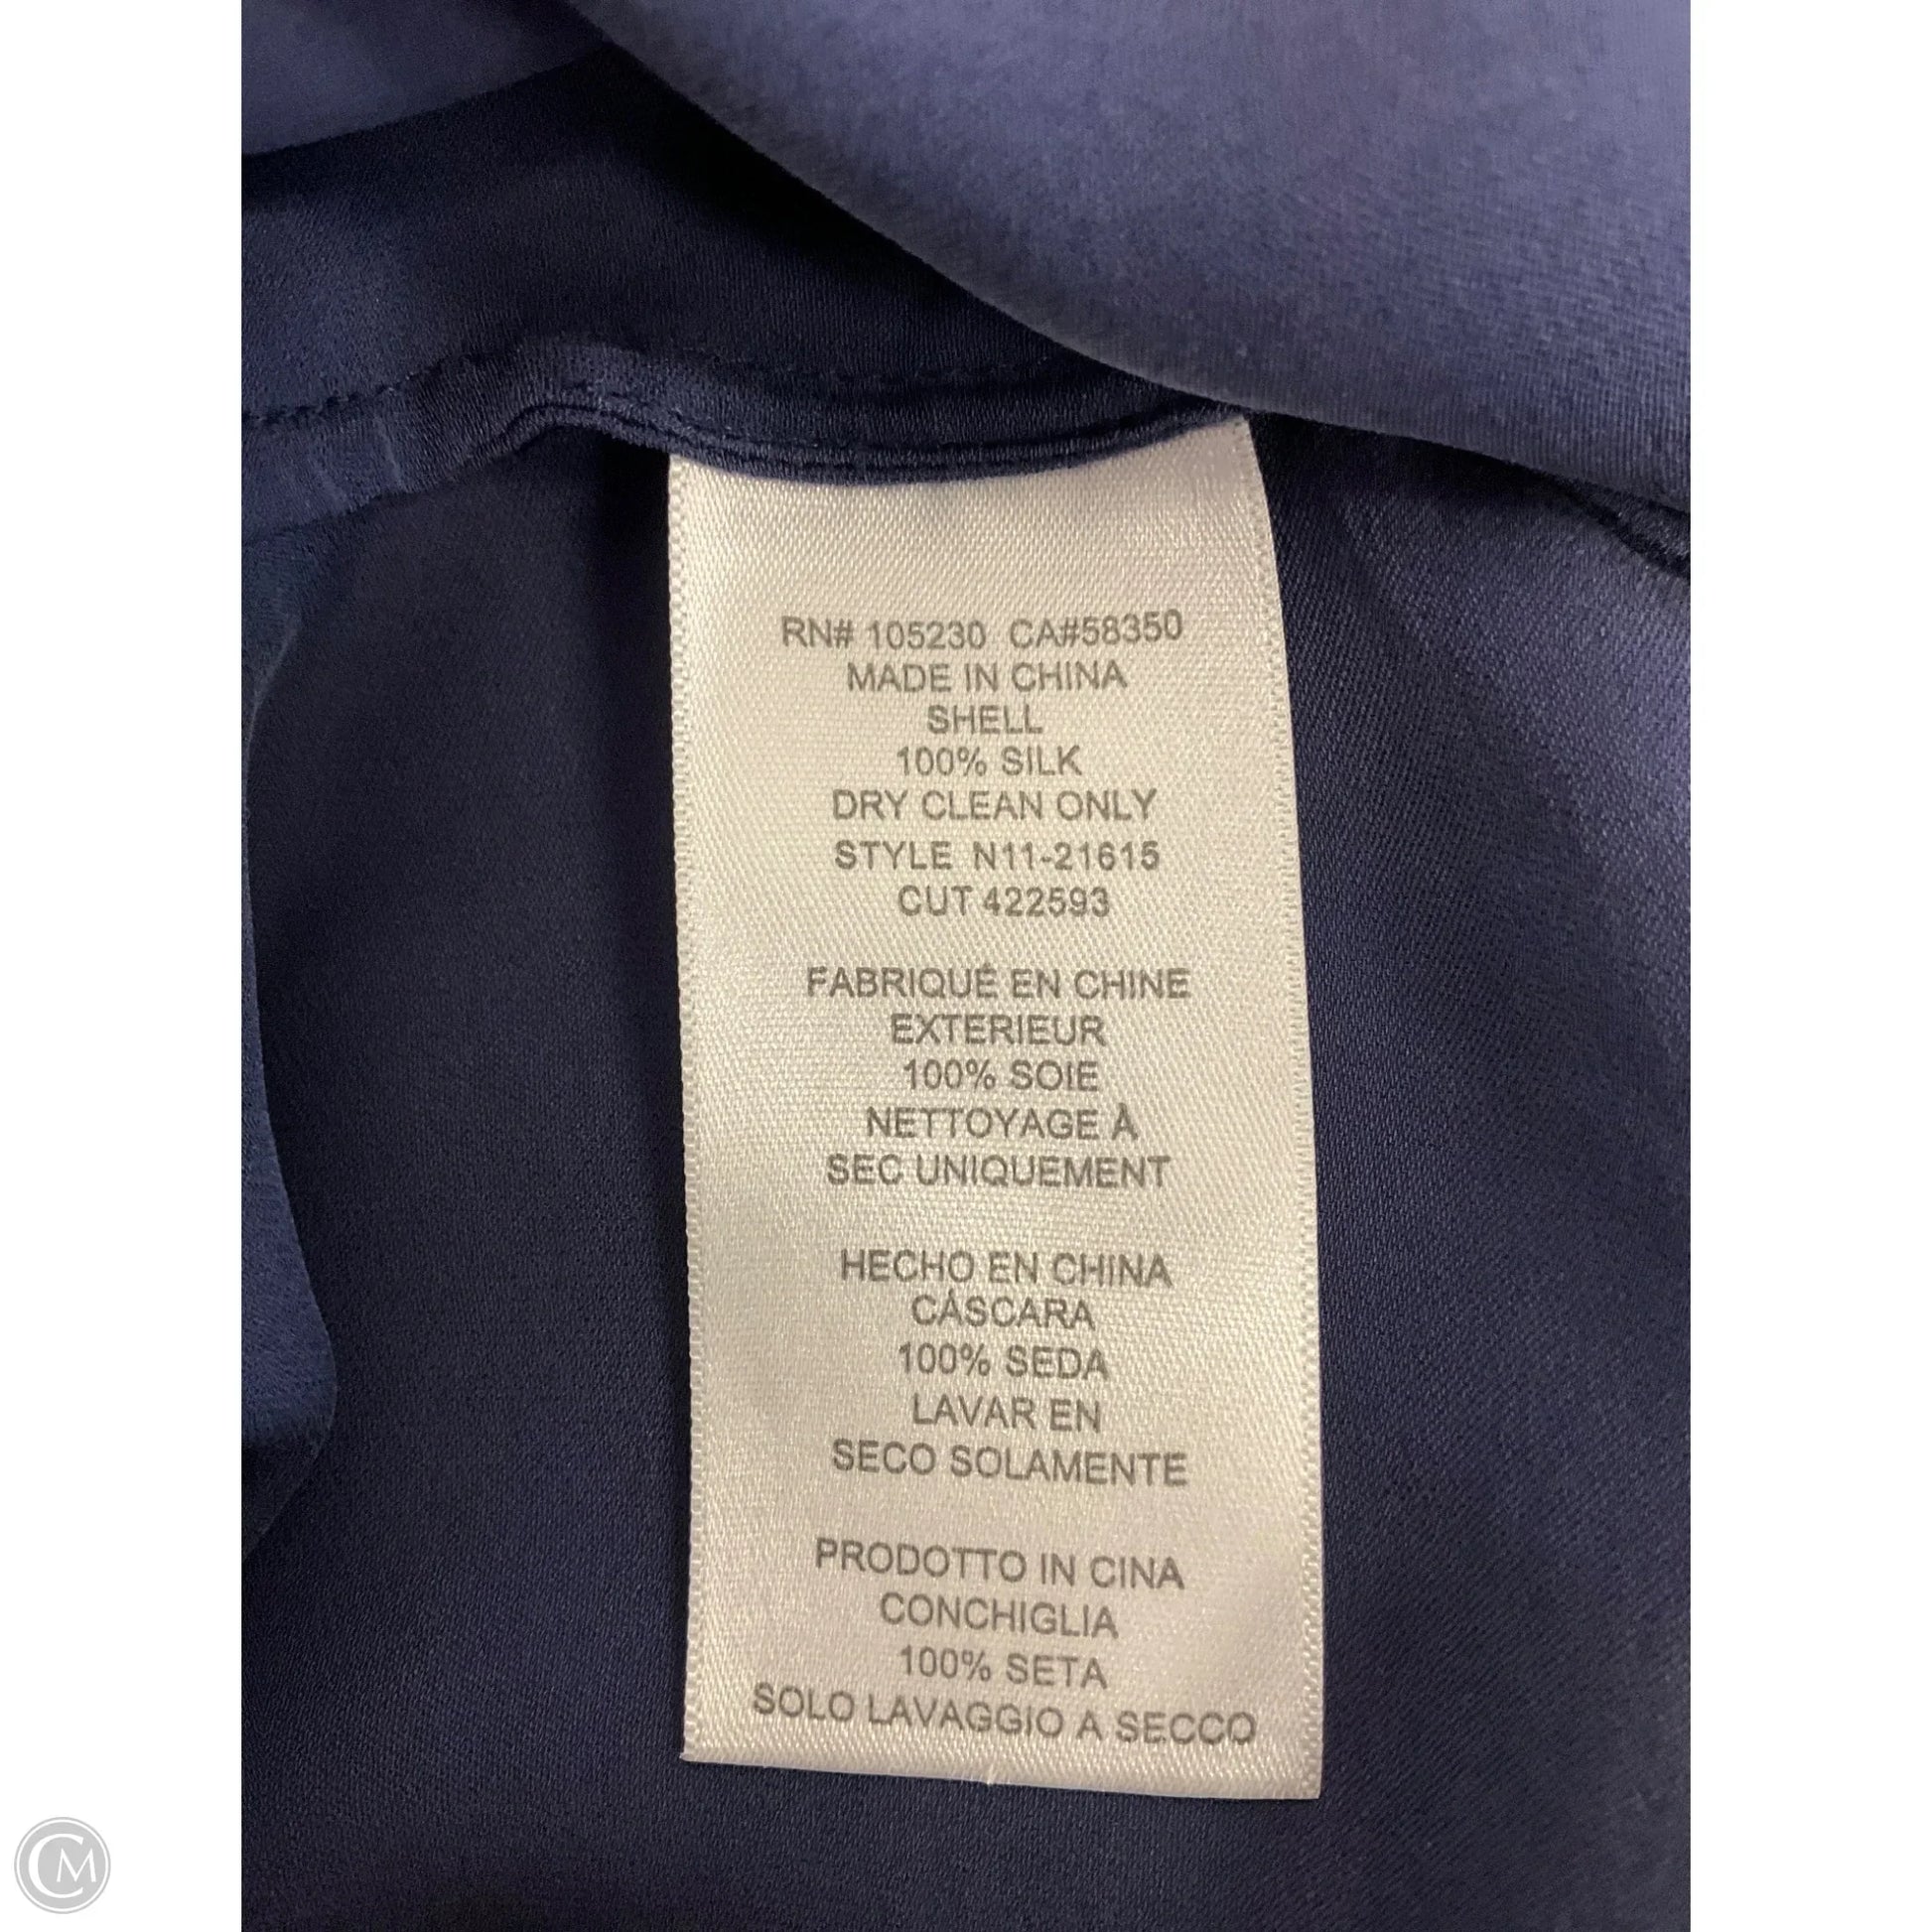 RN# 105230 CA#58350
MADE IN CHINA
SHELL
100% SILK
DRY CLEAN ONLY
STYLE N11-21615
CUT 422593
FABRIQUÉ EN CHINE
EXTERIEUR
100% SOIE
NETTOYAGE À
SEC UNIQUEMENT
HECHO EN CHINA
CÁSCARA
100% SEDA
LAVAR EN
SECO SOLAMENTE
PRODOTTO IN CINA
CONCHIGLIA
100% SETA
SOLO LAVAGGIO A SECCO
CM